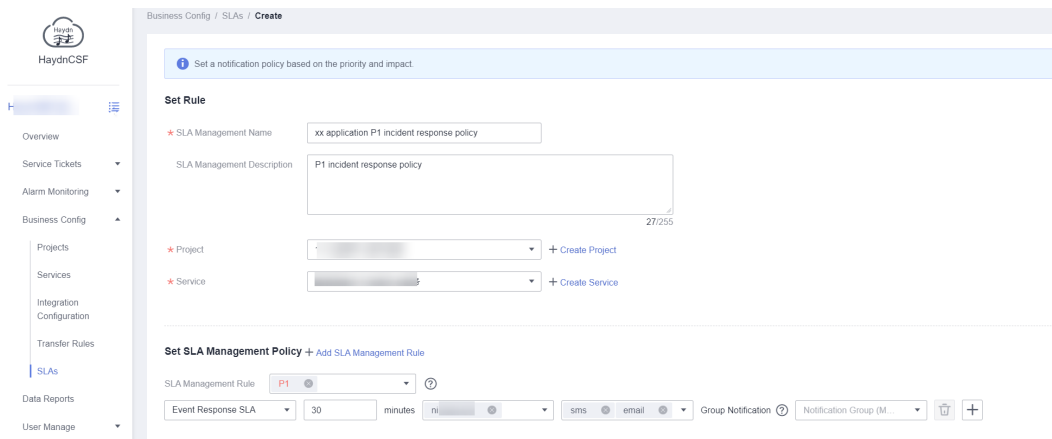 Business Config / SLAs / Create
Haydn
HaydnCSF
H
Set a notification policy based on the priority and impact.
Set Rule
* SLA Management Name
xx application P1 incident response policy
SLA Management Description
P1 incident response policy
27/255
* Project
+ Create Project
* Service
+ Create Service
Overview
Service Tickets
Alarm Monitoring
Business Config
Projects
Services
Integration
Configuration
Transfer Rules
SLAs
Data Reports
User Manage
Set SLA Management Policy + Add SLA Management Rule
SLA Management Rule P1
Event Response SLA 30 minutes ni sms email Group Notification Notification Group (M...